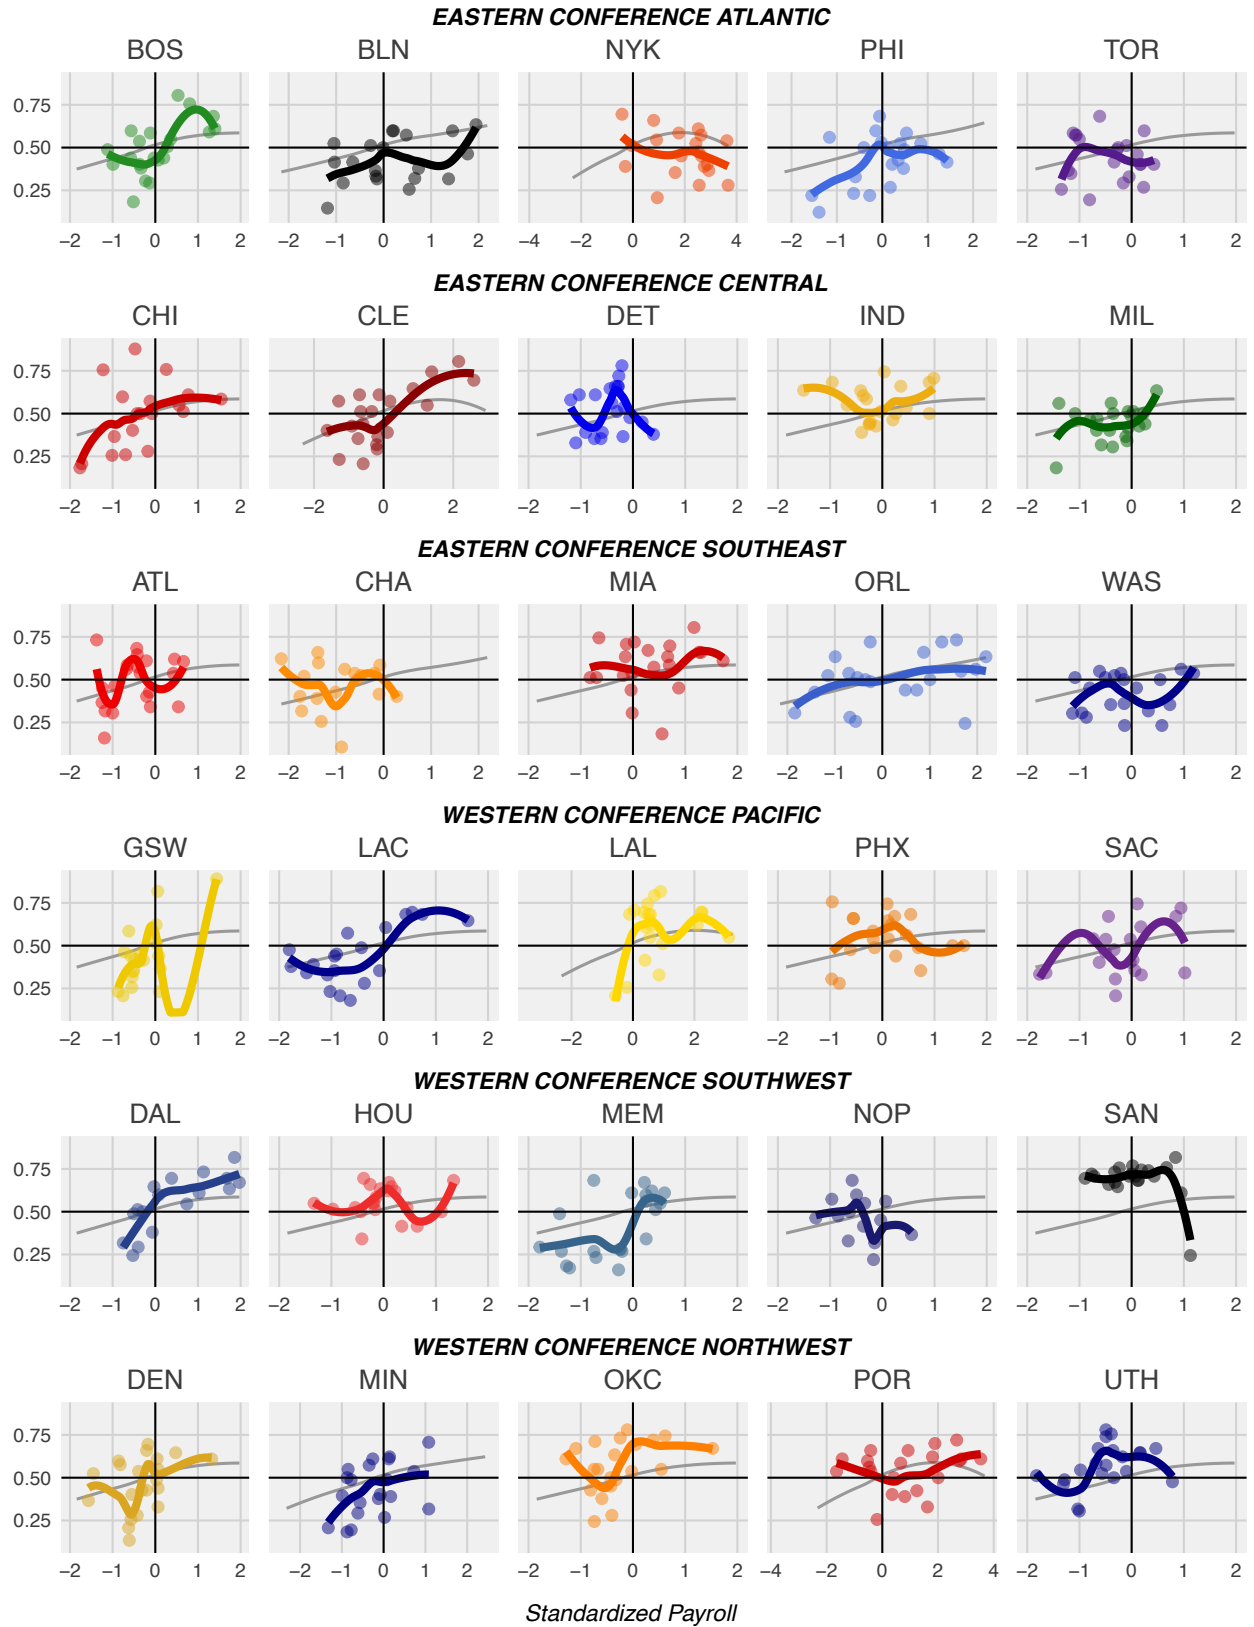 EASTERN CONFERENCE ATLANTIC
BOS BLN NYK PHI TOR
0.75
0.50
0.25
−2 −1 0 1 2 −2 −1 0 1 2 −4 −2 0 2 4 −2 −1 0 1 2 −2 −1 0 1 2
EASTERN CONFERENCE CENTRAL
CHI CLE DET IND MIL
0.75
0.50
0.25
−2 −1 0 1 2 −2 0 2 −2 −1 0 1 2 −2 −1 0 1 2 −2 −1 0 1 2
EASTERN CONFERENCE SOUTHEAST
ATL CHA MIA ORL WAS
0.75
0.50
0.25
−2 −1 0 1 2 −2 −1 0 1 2 −2 −1 0 1 2 −2 −1 0 1 2 −2 −1 0 1 2
WESTERN CONFERENCE PACIFIC
GSW LAC LAL PHX SAC
0.75
0.50
0.25
−2 −1 0 1 2 −2 −1 0 1 2 −2 0 2 −2 −1 0 1 2 −2 −1 0 1 2
WESTERN CONFERENCE SOUTHWEST
DAL HOU MEM NOP SAN
0.75
0.50
0.25
−2 −1 0 1 2 −2 −1 0 1 2 −2 −1 0 1 2 −2 −1 0 1 2 −2 −1 0 1 2
WESTERN CONFERENCE NORTHWEST
DEN MIN OKC POR UTH
0.75
0.50
0.25
−2 −1 0 1 2 −2 −1 0 1 2 −2 −1 0 1 2 −4 −2 0 2 4 −2 −1 0 1 2
Standardized Payroll